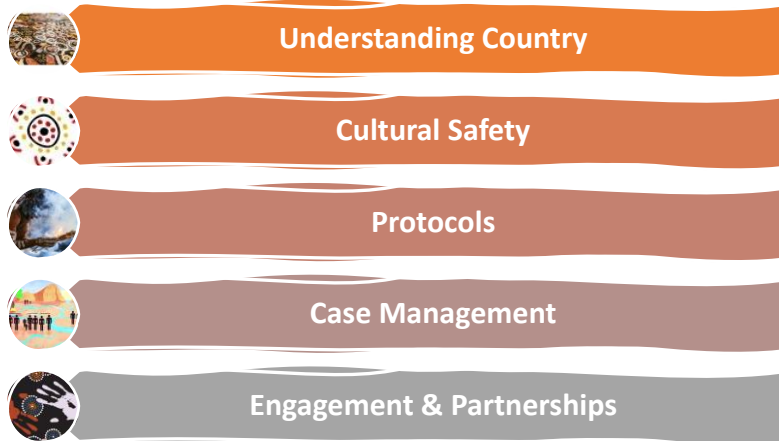 Understanding Country
Cultural Safety
Protocols
Case Management
Engagement & Partnerships